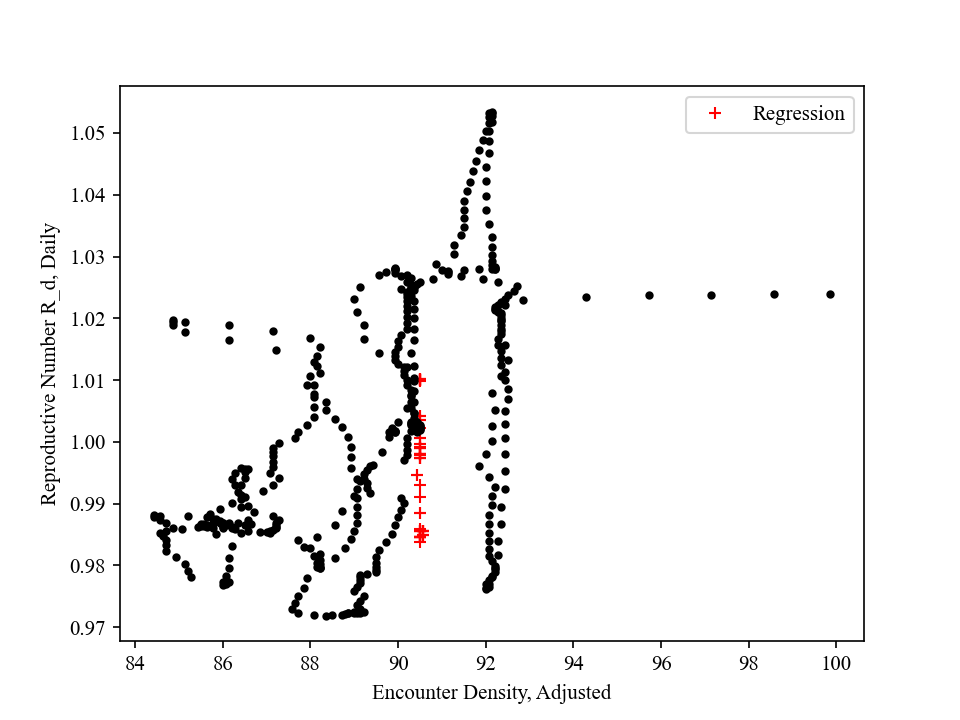 Regression
1.05
1.04
1.03
1.02
1.01
1.00
0.99
0.98
0.97
Reproductive Number R_d, Daily
84 86 88 90 92 94 96 98 100
Encounter Density, Adjusted